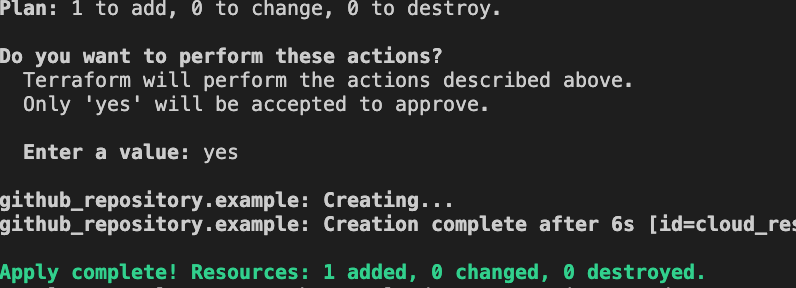 Plan: 1 to add, 0 to change, 0 to destroy.
Do you want to perform these actions?
Terraform will perform the actions described above.
Only 'yes' will be accepted to approve.
Enter a value: yes
github_repository.example: Creating...
github_repository.example: Creation complete after 6s [id=cloud_res
Apply complete! Resources: 1 added, 0 changed, 0 destroyed.